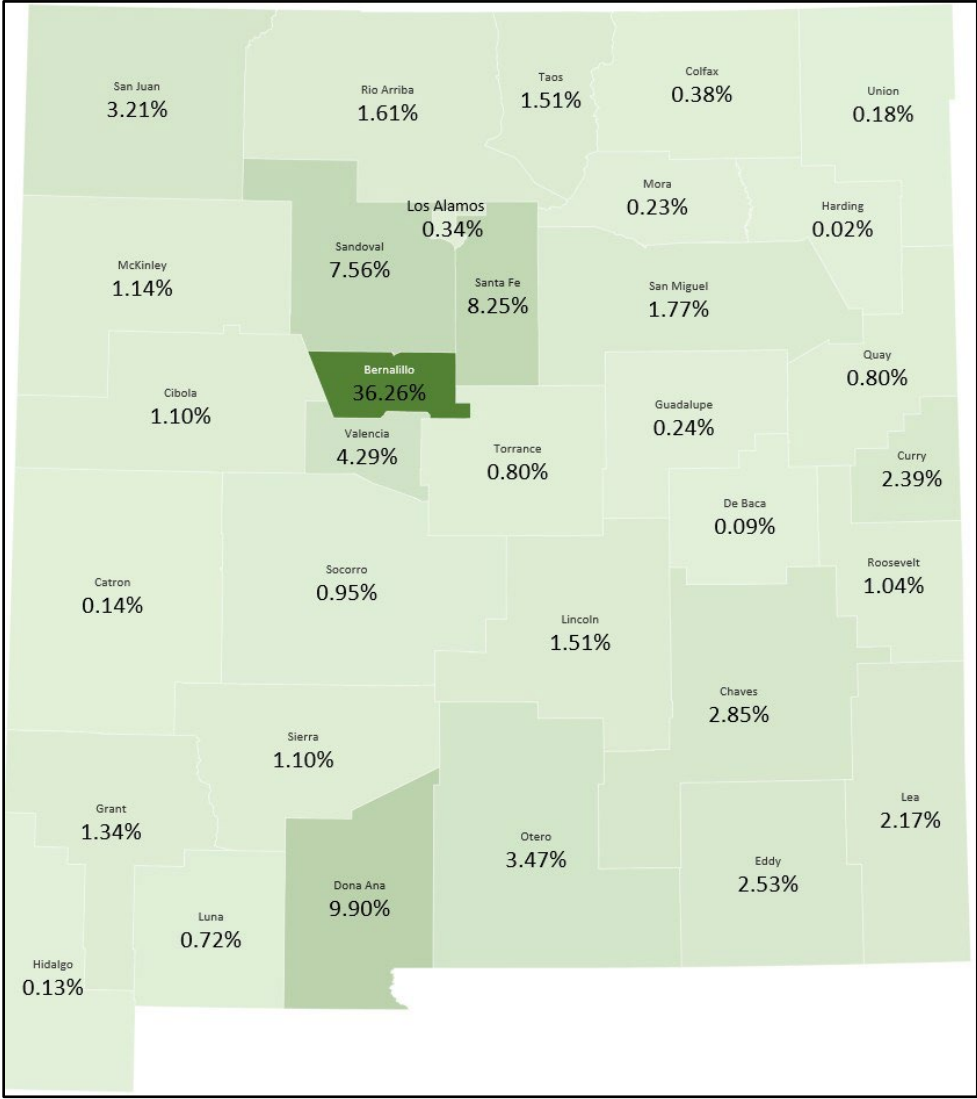 San Juan
3.21%
Rio Arriba
1.61%
Taos
1.51%
Colfax
0.38%
Union
0.18%
Mora
0.23%
Harding
0.02%
Los Alamos
0.34%
Sandoval
7.56%
Santa Fe
8.25%
San Miguel
1.77%
McKinley
1.14%
Quay
0.80%
Bernalillo
36.26%
Cibola
1.10%
Guadalupe
0.24%
Valencia
4.29%
Torrance
0.80%
Curry
2.39%
De Baca
0.09%
Roosevelt
1.04%
Catron
0.14%
Socorro
0.95%
Lincoln
1.51%
Chaves
2.85%
Sierra
1.10%
Grant
1.34%
Lea
2.17%
Otero
3.47%
Eddy
2.53%
Dona Ana
9.90%
Luna
0.72%
Hidalgo
0.13%